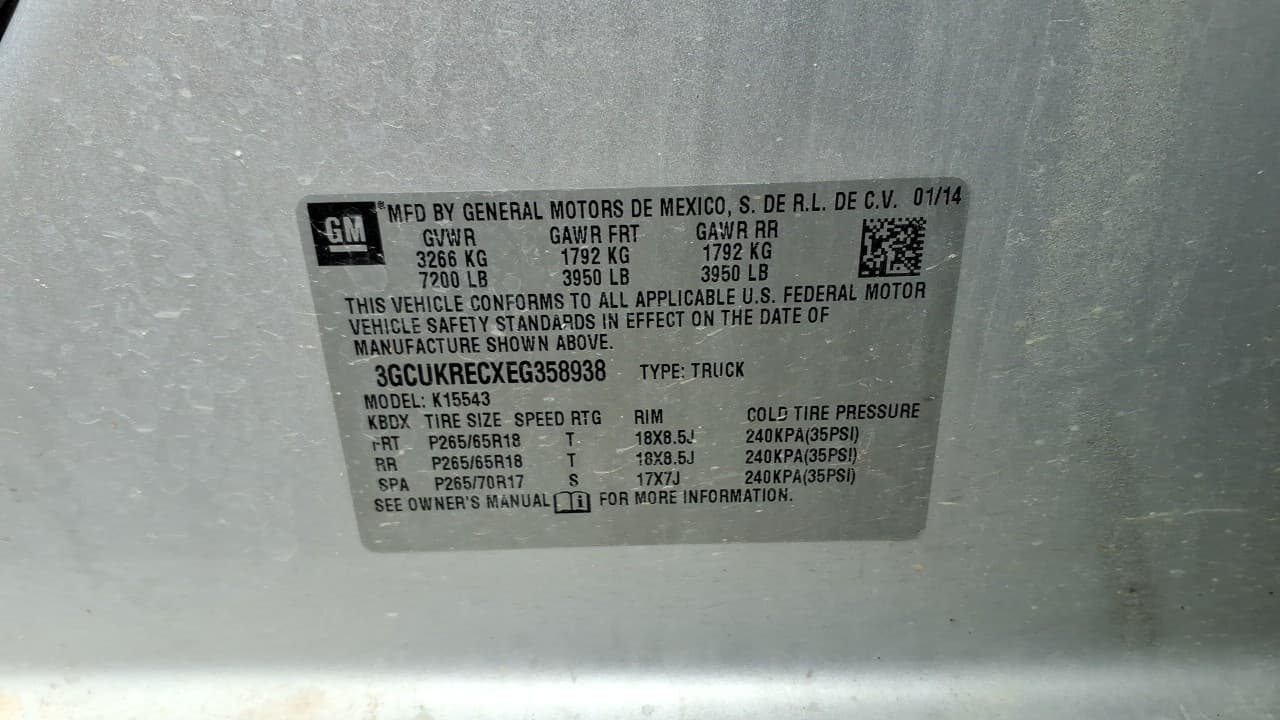 GM ® MFD BY GENERAL MOTORS DE MEXICO, S. DE R.L. DE C.V. 01/14
GVWR GAWR FRT GAWR RR
3266 KG 1792 KG 1792 KG
7200 LB 3950 LB 3950 LB
THIS VEHICLE CONFORMS TO ALL APPLICABLE U.S. FEDERAL MOTOR
VEHICLE SAFETY STANDARDS IN EFFECT ON THE DATE OF
MANUFACTURE SHOWN ABOVE.
3GCUKRECXEG358938 TYPE: TRUCK
MODEL: K15543
KBDX TIRE SIZE SPEED RTG RIM COLD TIRE PRESSURE
FRT P265/65R18 T 18X8.5J 240KPA(35PSI)
RR P265/65R18 T 18X8.5J 240KPA(35PSI)
SPA P265/70R17 S 17X7J 240KPA(35PSI)
SEE OWNER'S MANUAL i FOR MORE INFORMATION.